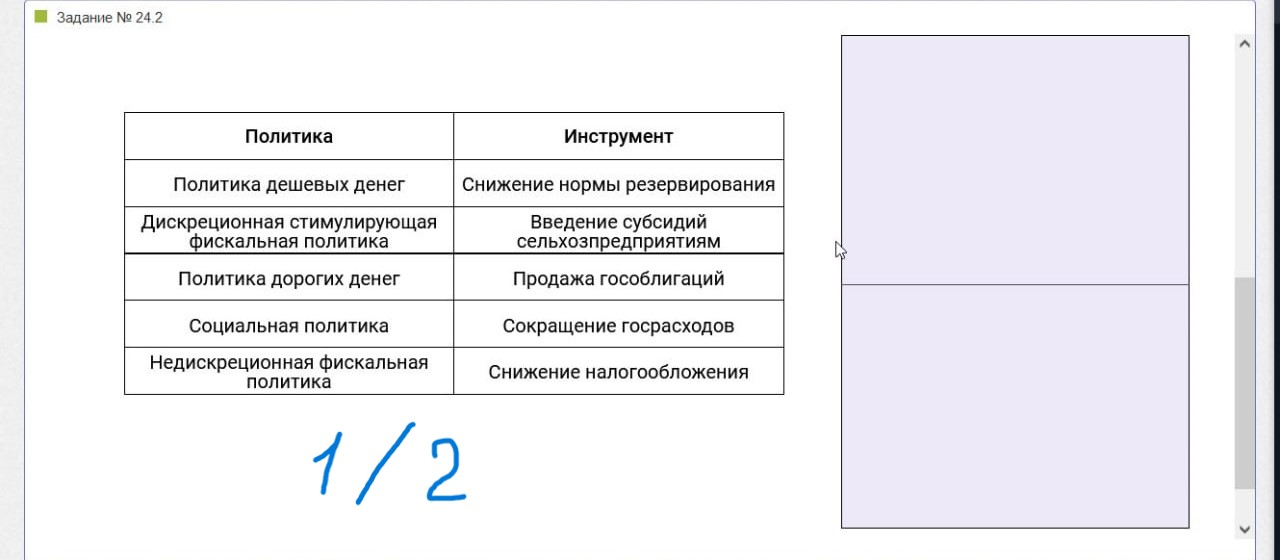 Задание № 24.2
Политика Инструмент
Политика дешевых денег Снижение нормы резервирования
Дискреционная стимулирующая Введение субсидий
фискальная политика сельхозпредприятиям
Политика дорогих денег Продажа гособлигаций
Социальная политика Сокращение госрасходов
Недискреционная фискальная
политика Снижение налогообложения
1/2